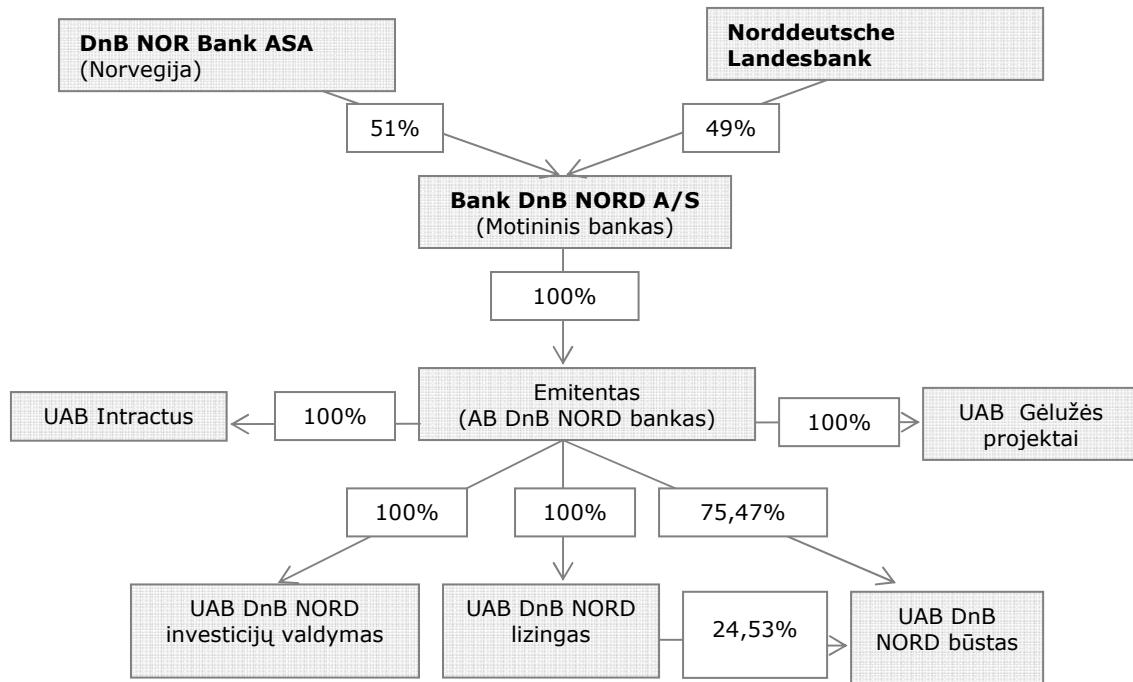 DnB NOR Bank ASA
(Norvegija)
Norddeutsche
Landesbank
51%
49%
Bank DnB NORD A/S
(Motininis bankas)
100%
Emitentas
(AB DnB NORD bankas)
UAB Intractus
100%
100%
UAB Gėlužės
projektai
100%
100%
75,47%
UAB DnB NORD
investicijų valdymas
UAB DnB NORD
lizingas
24,53%
UAB DnB
NORD būstas